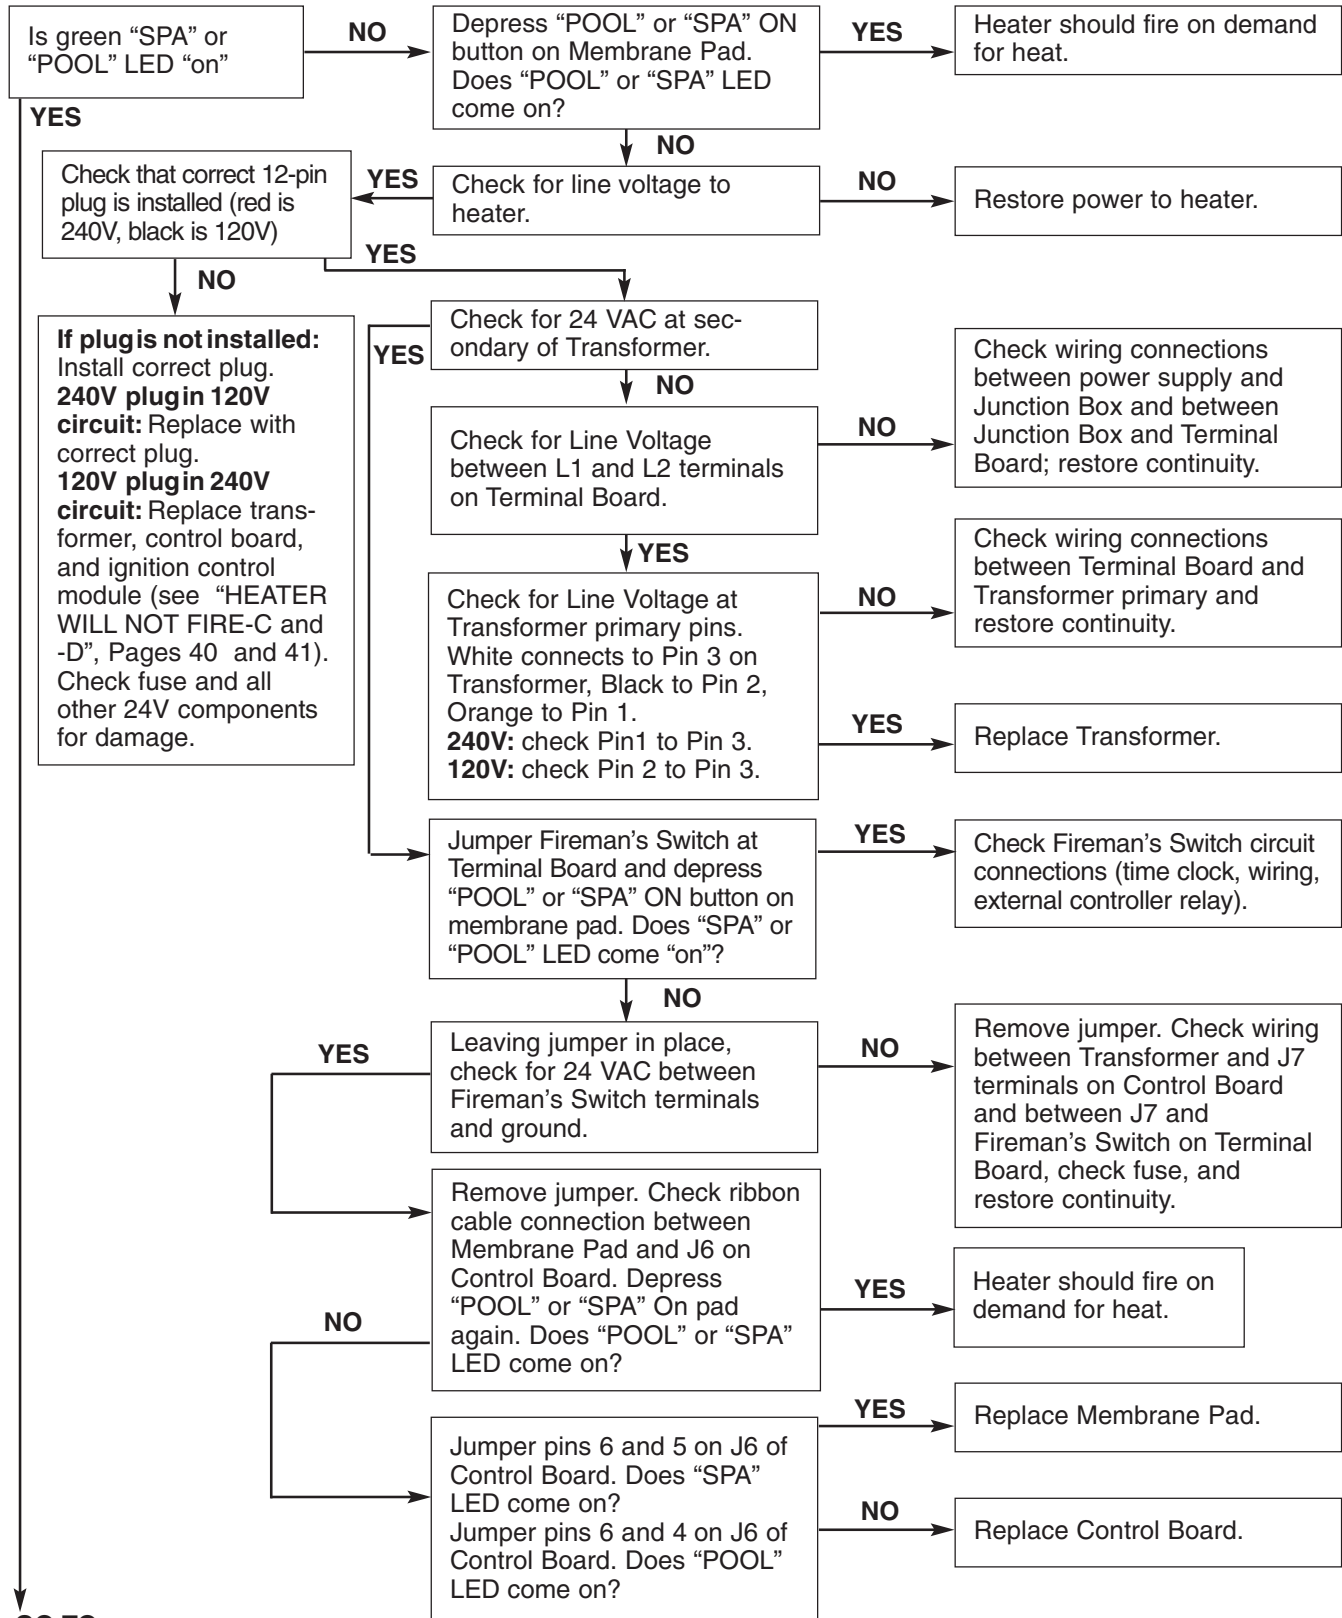 Is green “SPA” or
“POOL” LED “on”
NO
Depress “POOL” or “SPA” ON
button on Membrane Pad.
Does “POOL” or “SPA” LED
come on?
YES
Heater should fire on demand
for heat.
YES
NO
Check that correct 12-pin
plug is installed (red is
240V, black is 120V)
YES
Check for line voltage to
heater.
NO
Restore power to heater.
YES
NO
If plug is not installed:
Install correct plug.
240V plug in 120V
circuit: Replace with
correct plug.
120V plug in 240V
circuit: Replace trans-
former, control board,
and ignition control
module (see “HEATER
WILL NOT FIRE-C and
-D”, Pages 40 and 41).
Check fuse and all
other 24V components
for damage.
YES
Check for 24 VAC at sec-
ondary of Transformer.
NO
Check for Line Voltage
between L1 and L2 terminals
on Terminal Board.
NO
Check wiring connections
between power supply and
Junction Box and between
Junction Box and Terminal
Board; restore continuity.
YES
Check for Line Voltage at
Transformer primary pins.
White connects to Pin 3 on
Transformer, Black to Pin 2,
Orange to Pin 1.
240V: check Pin1 to Pin 3.
120V: check Pin 2 to Pin 3.
NO
Check wiring connections
between Terminal Board and
Transformer primary and
restore continuity.
YES
Replace Transformer.
Jumper Fireman’s Switch at
Terminal Board and depress
“POOL” or “SPA” ON button on
membrane pad. Does “SPA” or
“POOL” LED come “on”?
YES
Check Fireman’s Switch circuit
connections (time clock, wiring,
external controller relay).
NO
YES
Leaving jumper in place,
check for 24 VAC between
Fireman’s Switch terminals
and ground.
NO
Remove jumper. Check wiring
between Transformer and J7
terminals on Control Board
and between J7 and
Fireman’s Switch on Terminal
Board, check fuse, and
restore continuity.
Remove jumper. Check ribbon
cable connection between
Membrane Pad and J6 on
Control Board. Depress
“POOL” or “SPA” On pad
again. Does “POOL” or “SPA”
LED come on?
YES
Heater should fire on
demand for heat.
NO
Jumper pins 6 and 5 on J6 of
Control Board. Does “SPA”
LED come on?
Jumper pins 6 and 4 on J6 of
Control Board. Does “POOL”
LED come on?
YES
Replace Membrane Pad.
NO
Replace Control Board.